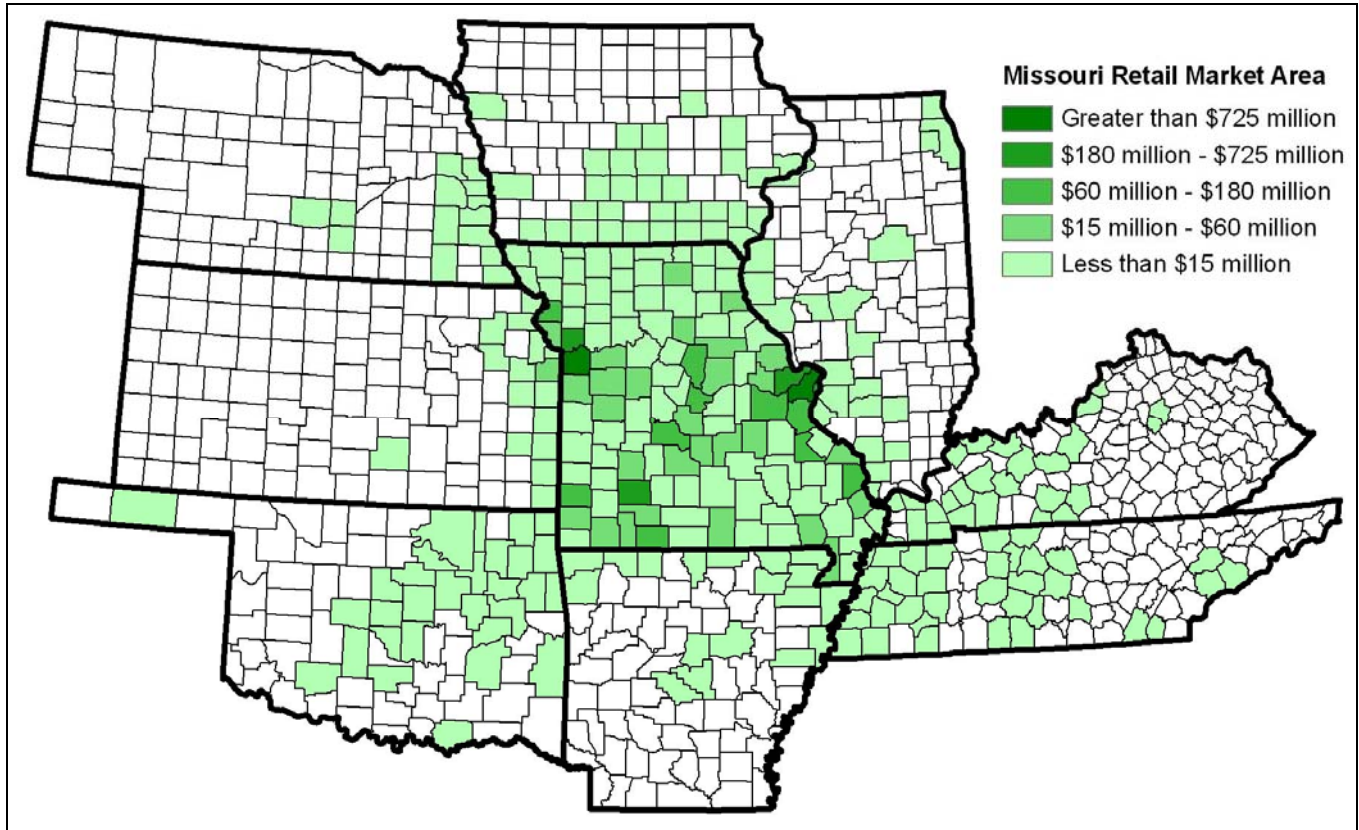 Missouri Retail Market Area
Greater than $725 million
$180 million - $725 million
$60 million - $180 million
$15 million - $60 million
Less than $15 million